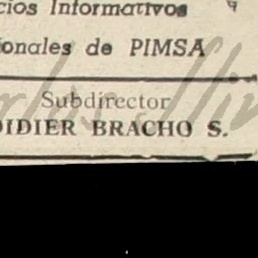 cios Informativos
onales de PIMSA
Subdirector
DIDIER BRACHO S.